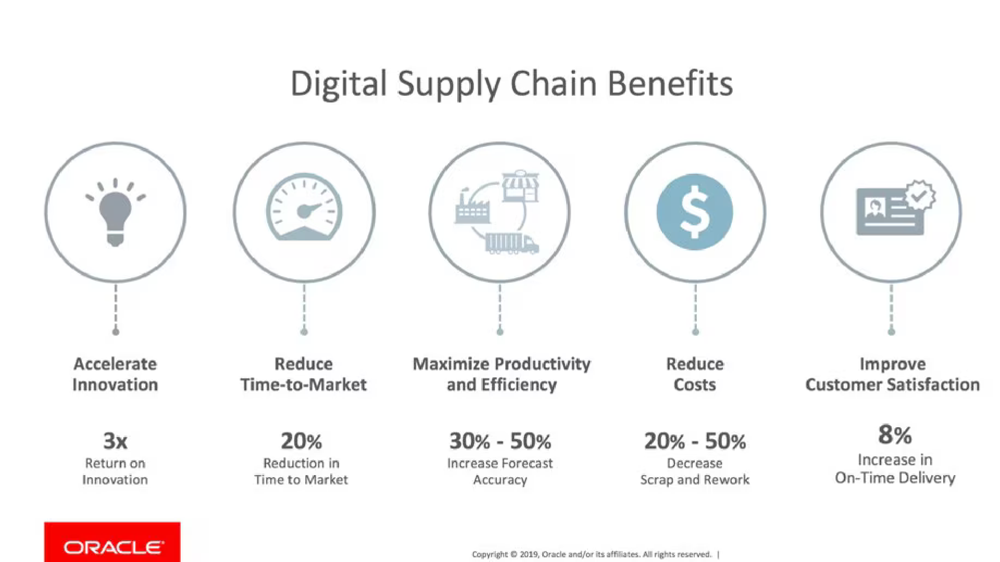 Digital Supply Chain Benefits
Accelerate
Innovation
3x
Return on
Innovation
Reduce
Time-to-Market
20%
Reduction in
Time to Market
Maximize Productivity
and Efficiency
30% - 50%
Increase Forecast
Accuracy
$
Reduce
Costs
20% - 50%
Decrease
Scrap and Rework
Improve
Customer Satisfaction
8%
Increase in
On-Time Delivery
ORACLE®
Copyright © 2019, Oracle and/or its affiliates. All rights reserved. |